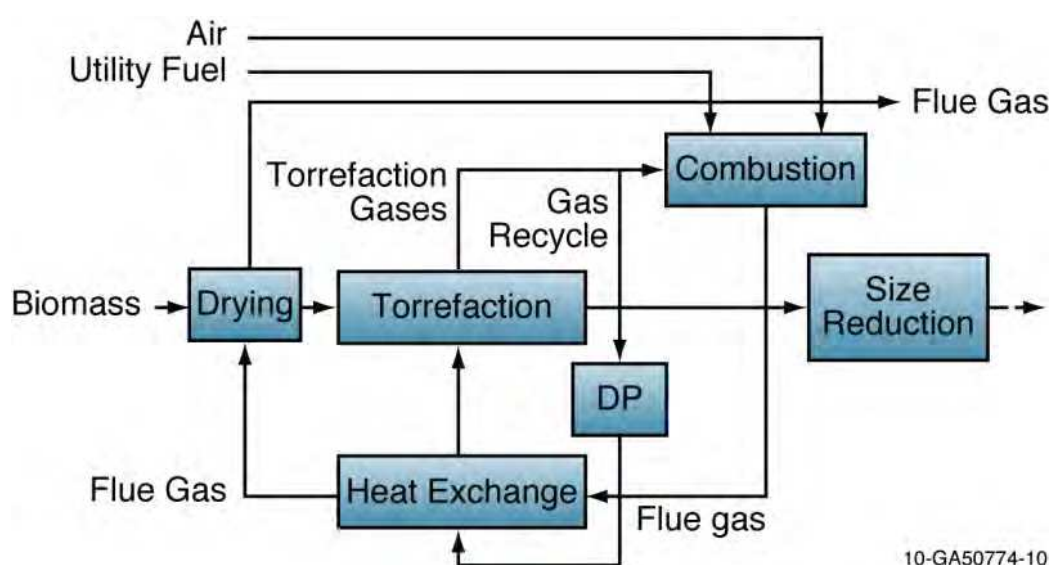 Air
Utility Fuel
Flue Gas
Combustion
Torrefaction
Gases
Gas
Recycle
Biomass
Drying
Torrefaction
Size
Reduction
DP
Flue Gas
Heat Exchange
Flue gas
10-GA50774-10